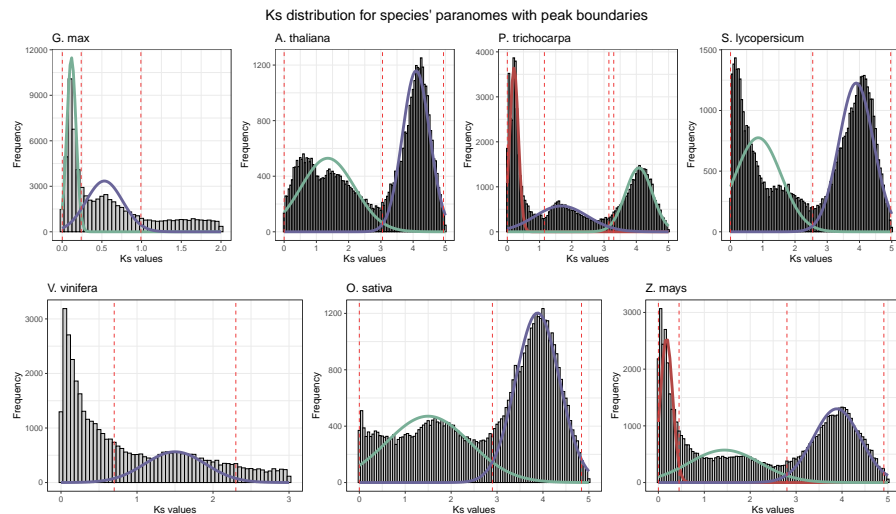 Ks distribution for species' paranomes with peak boundaries
G. max
A. thaliana
P. trichocarpa
S. lycopersicum
Frequency
12000
9000
6000
3000
0
0.0 0.5 1.0 1.5 2.0
Ks values
Frequency
1200
800
400
0
0 1 2 3 4 5
Ks values
Frequency
4000
3000
2000
1000
0
0 1 2 3 4 5
Ks values
Frequency
1500
1000
500
0
0 1 2 3 4 5
Ks values
V. vinifera
O. sativa
Z. mays
Frequency
3000
2000
1000
0
0 1 2 3
Ks values
Frequency
1200
800
400
0
0 1 2 3 4 5
Ks values
Frequency
3000
2000
1000
0
0 1 2 3 4 5
Ks values